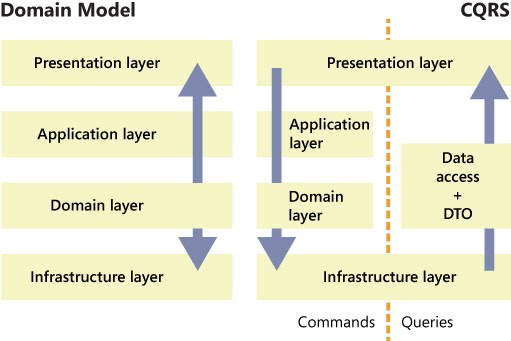 Domain Model
CQRS
Presentation layer
Application layer
Domain layer
Infrastructure layer
Presentation layer
Application
layer
Domain
layer
Data
access
+
DTO
Infrastructure layer
Commands
Queries